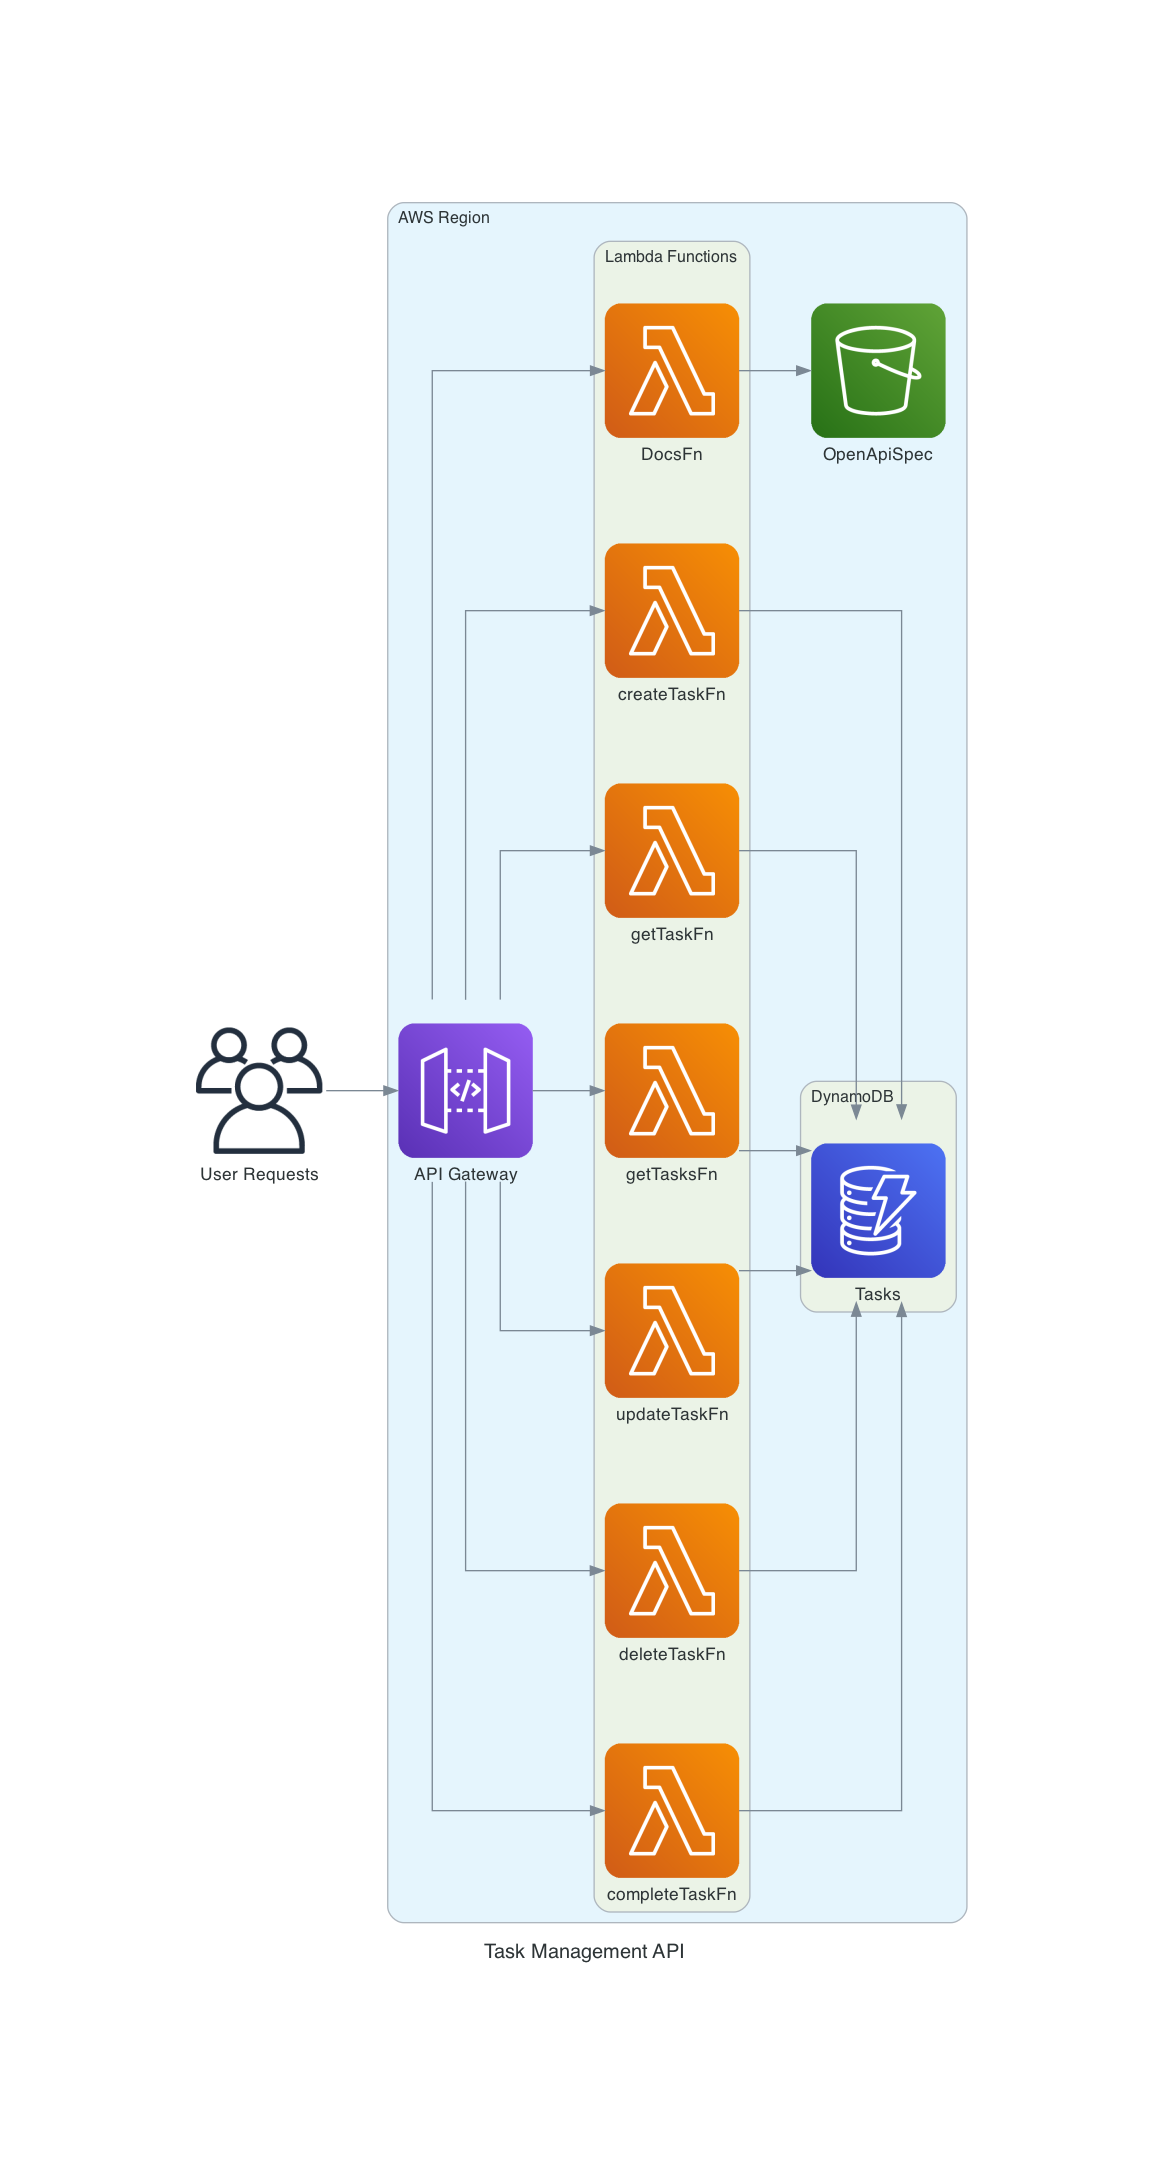 AWS Region
Lambda Functions
DocsFn
OpenApiSpec
createTaskFn
getTaskFn
</>
User Requests
API Gateway
getTasksFn
DynamoDB
Tasks
updateTaskFn
deleteTaskFn
completeTaskFn
Task Management API